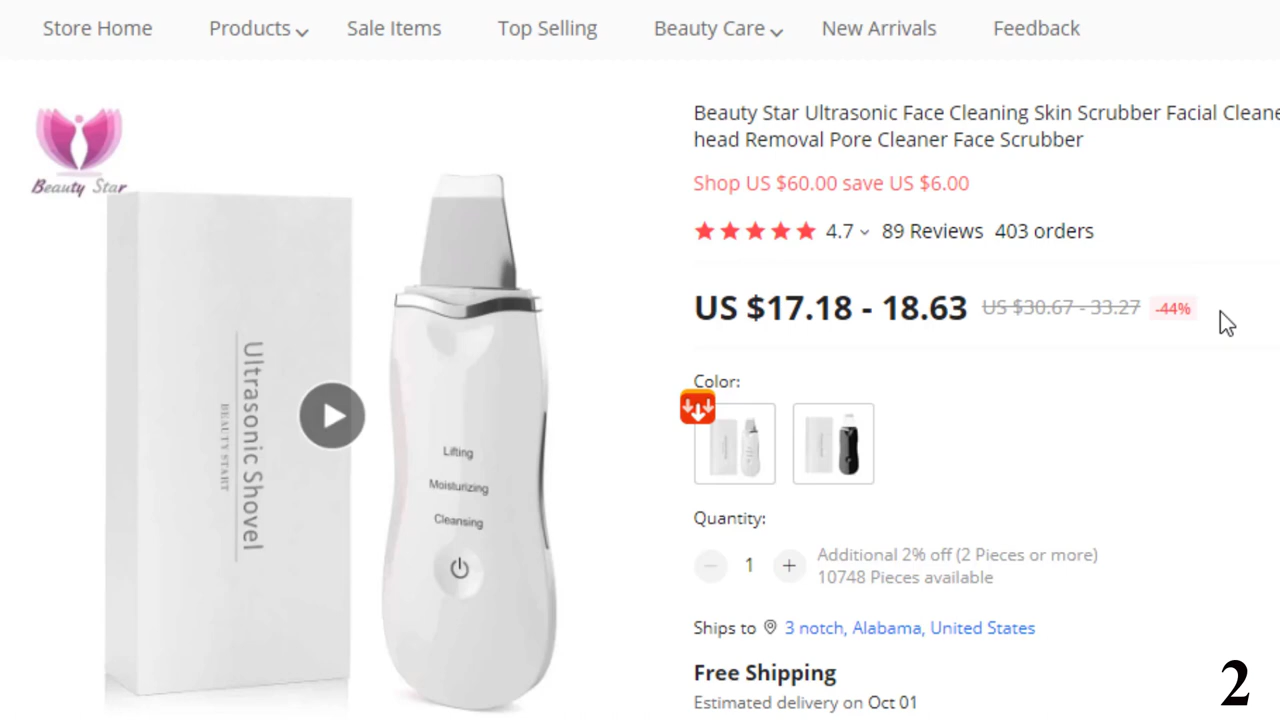 Store Home Products Sale Items Top Selling Beauty Care New Arrivals Feedback
Beauty Star
Ultrasonic Shovel
BEAUTY START
Lifting
Moisturizing
Cleansing
Beauty Star Ultrasonic Face Cleaning Skin Scrubber Facial Cleane
head Removal Pore Cleaner Face Scrubber
Shop US $60.00 save US $6.00
4.7 89 Reviews 403 orders
US $17.18 - 18.63 US $30.67 - 33.27 -44%
Color:
Quantity:
1
Additional 2% off (2 Pieces or more)
10748 Pieces available
Ships to 3 notch, Alabama, United States
Free Shipping
Estimated delivery on Oct 01
2